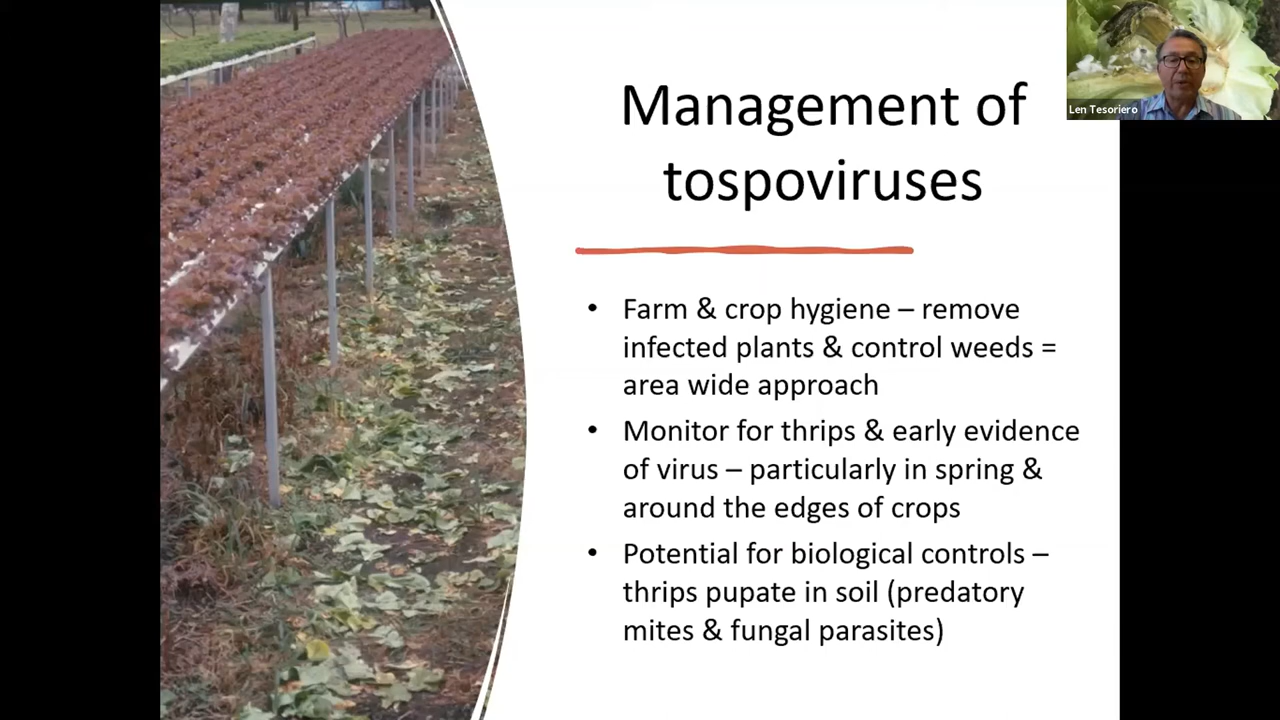 Management of
tospoviruses
Len Tesoriero
• Farm & crop hygiene – remove
infected plants & control weeds =
area wide approach
• Monitor for thrips & early evidence
of virus – particularly in spring &
around the edges of crops
• Potential for biological controls –
thrips pupate in soil (predatory
mites & fungal parasites)